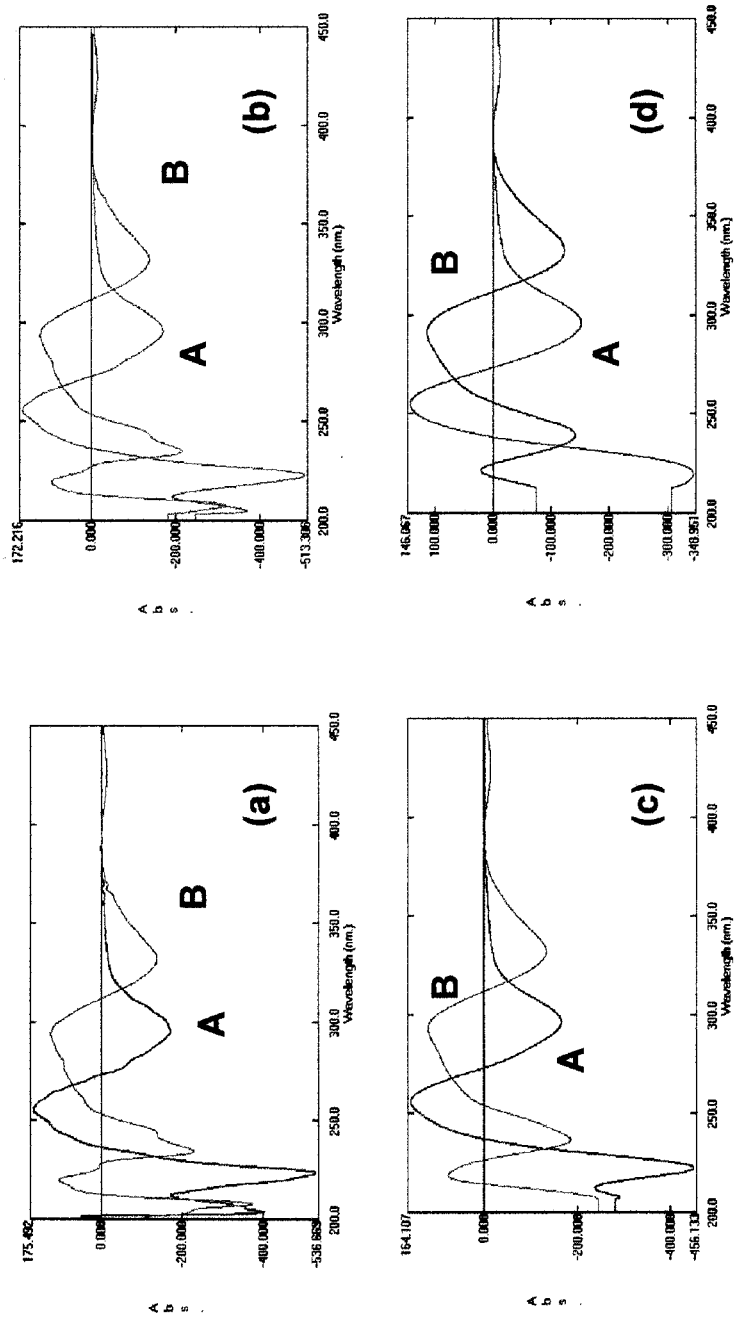 175.492
0.000
-200.000
-400.000
-536.669
A
b
s
.
200.0 250.0 300.0 350.0 400.0 450.0
Wavelength (nm.)
A
B
(a)
172.216
0.000
-200.000
-400.000
-513.306
A
b
s
.
200.0 250.0 300.0 350.0 400.0 450.0
Wavelength (nm.)
A
B
(b)
164.107
0.000
-200.000
-400.000
-456.133
A
b
s
.
200.0 250.0 300.0 350.0 400.0 450.0
Wavelength (nm.)
B
A
(c)
146.067
100.000
0.000
-100.000
-200.000
-300.000
-348.951
A
b
s
.
200.0 250.0 300.0 350.0 400.0 450.0
Wavelength (nm.)
B
A
(d)